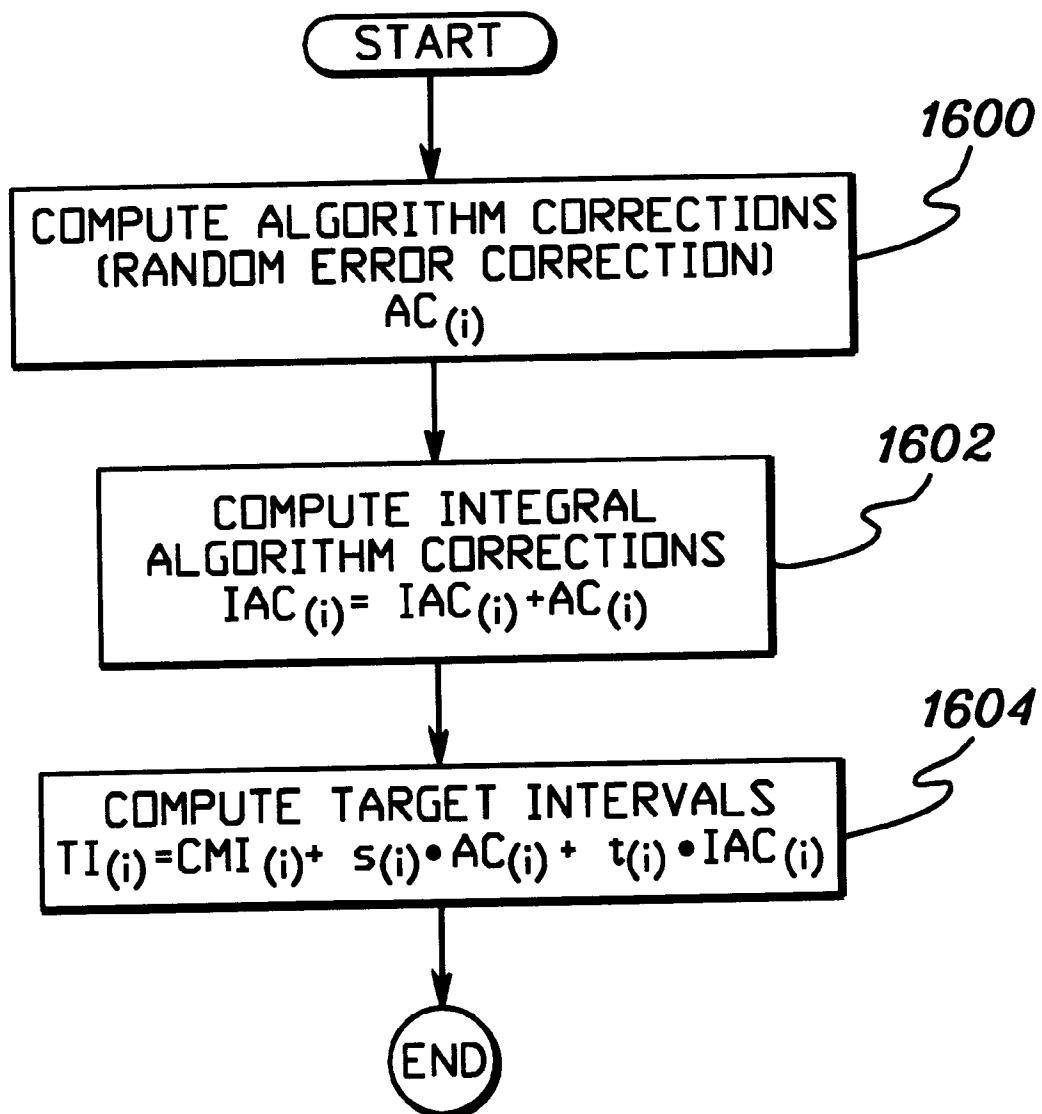 START
1600
COMPUTE ALGORITHM CORRECTIONS
(RANDOM ERROR CORRECTION)
AC(i)
1602
COMPUTE INTEGRAL
ALGORITHM CORRECTIONS
IAC(i)= IAC(i)+AC(i)
1604
COMPUTE TARGET INTERVALS
TI(i)=CMI(i)+ s(i)•AC(i)+ t(i)•IAC(i)
END